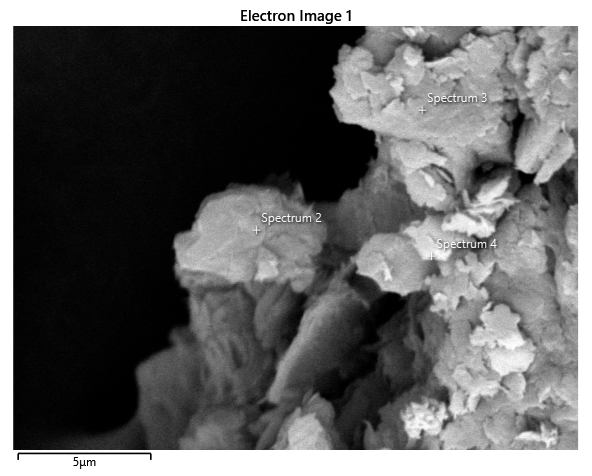 Electron Image 1
Spectrum 3
Spectrum 2
Spectrum 4
5µm